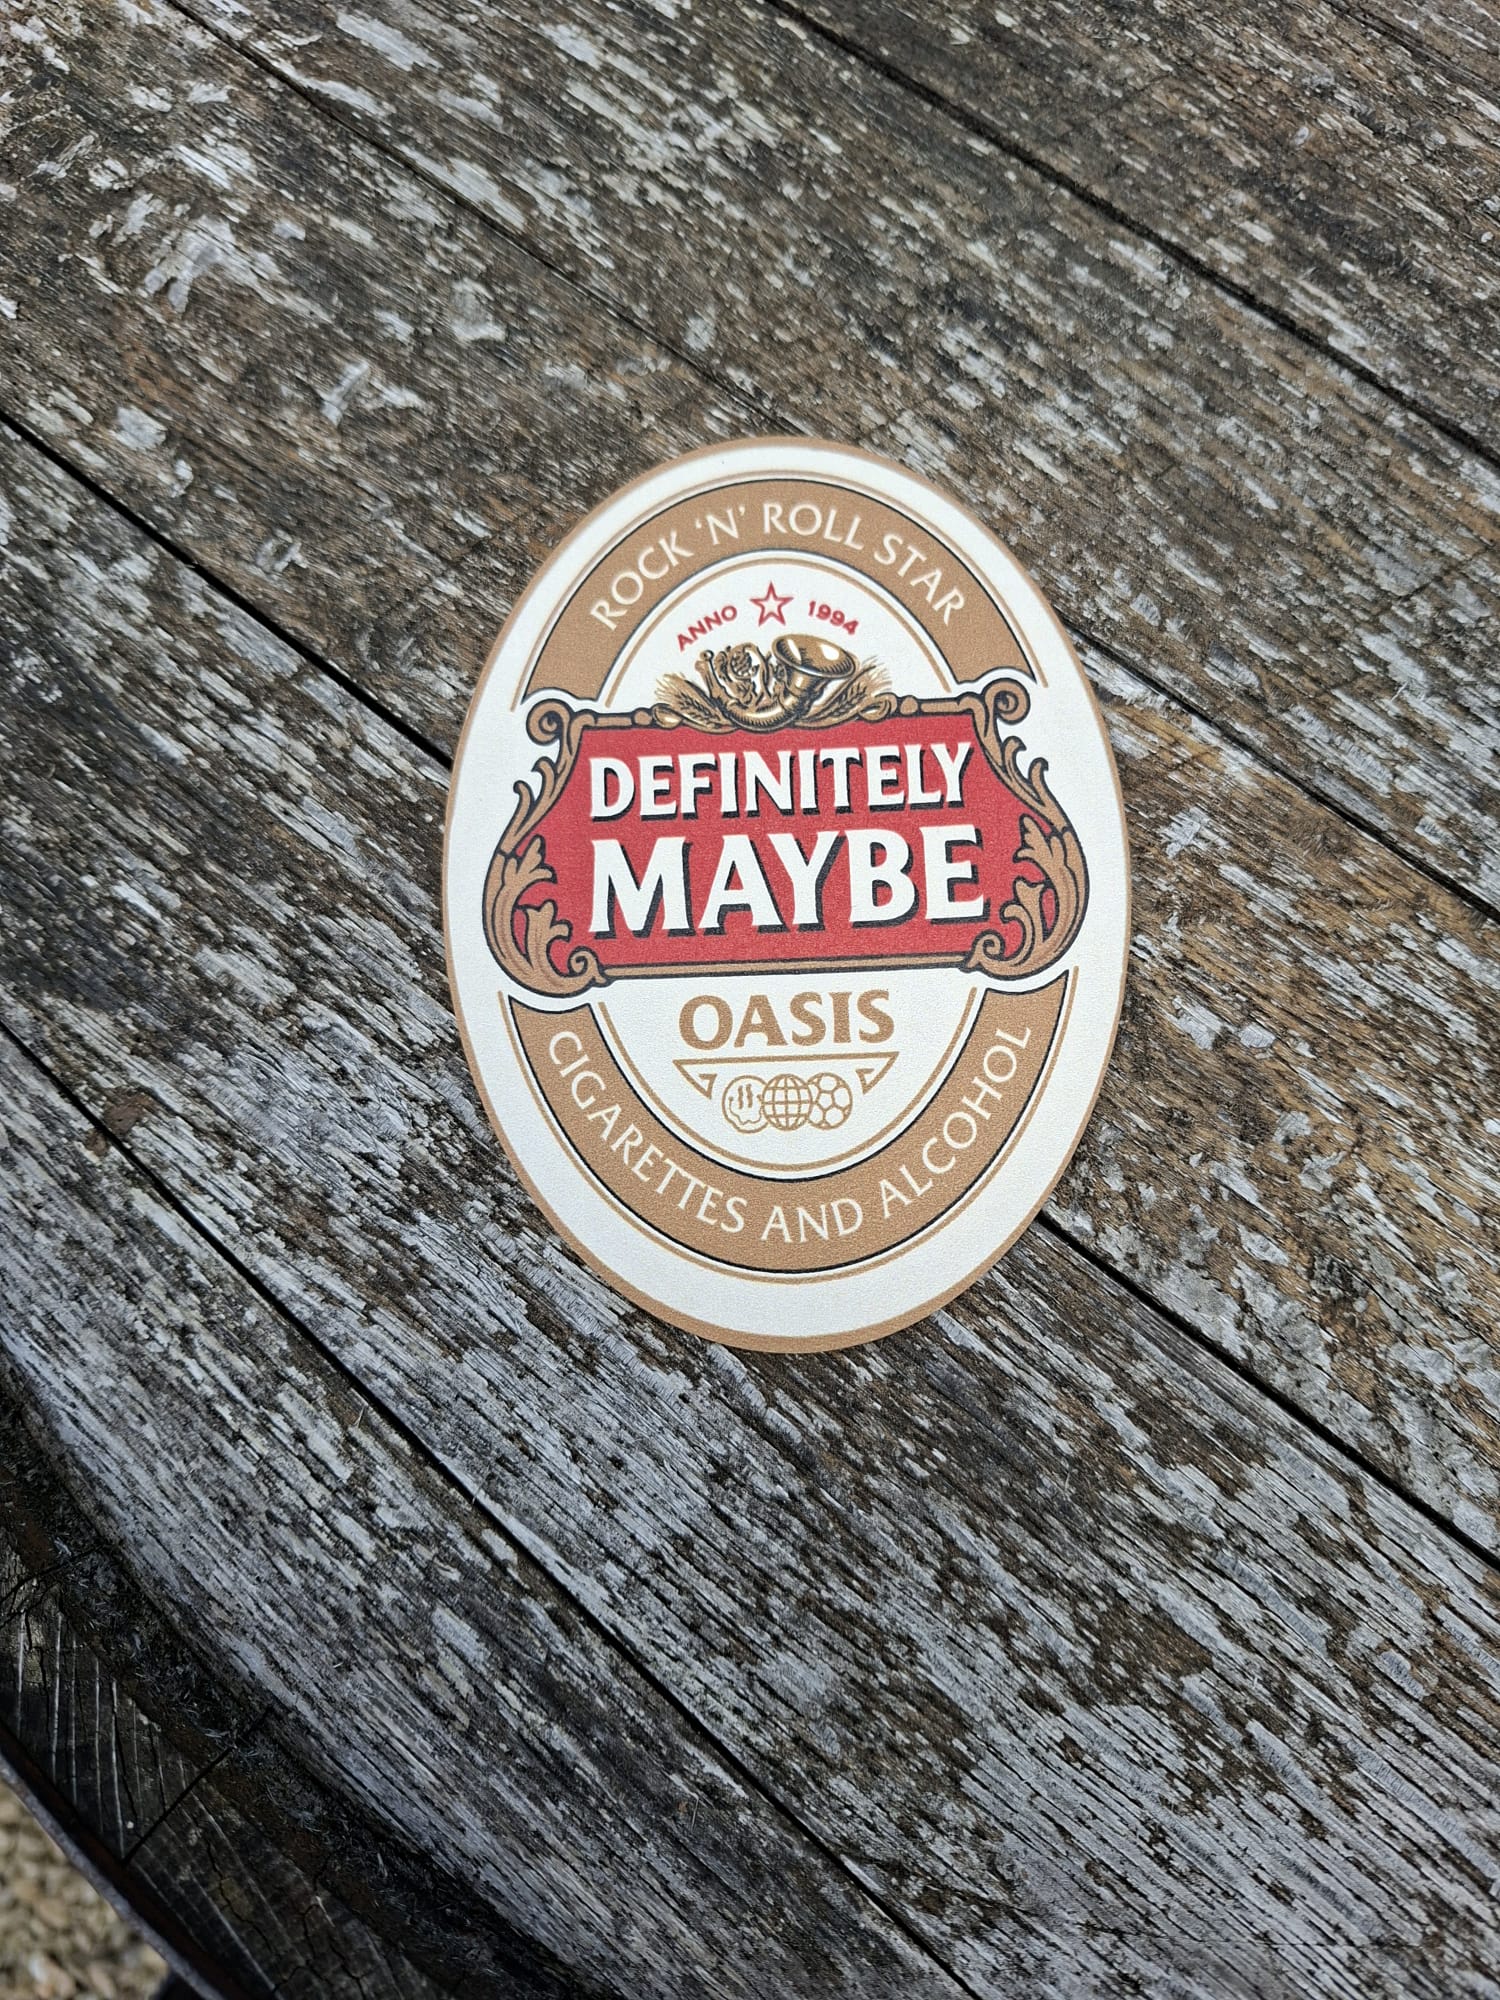 ROCK 'N' ROLL STAR
ANNO 1994
DEFINITELY
MAYBE
OASIS
CIGARETTES AND ALCOHOL